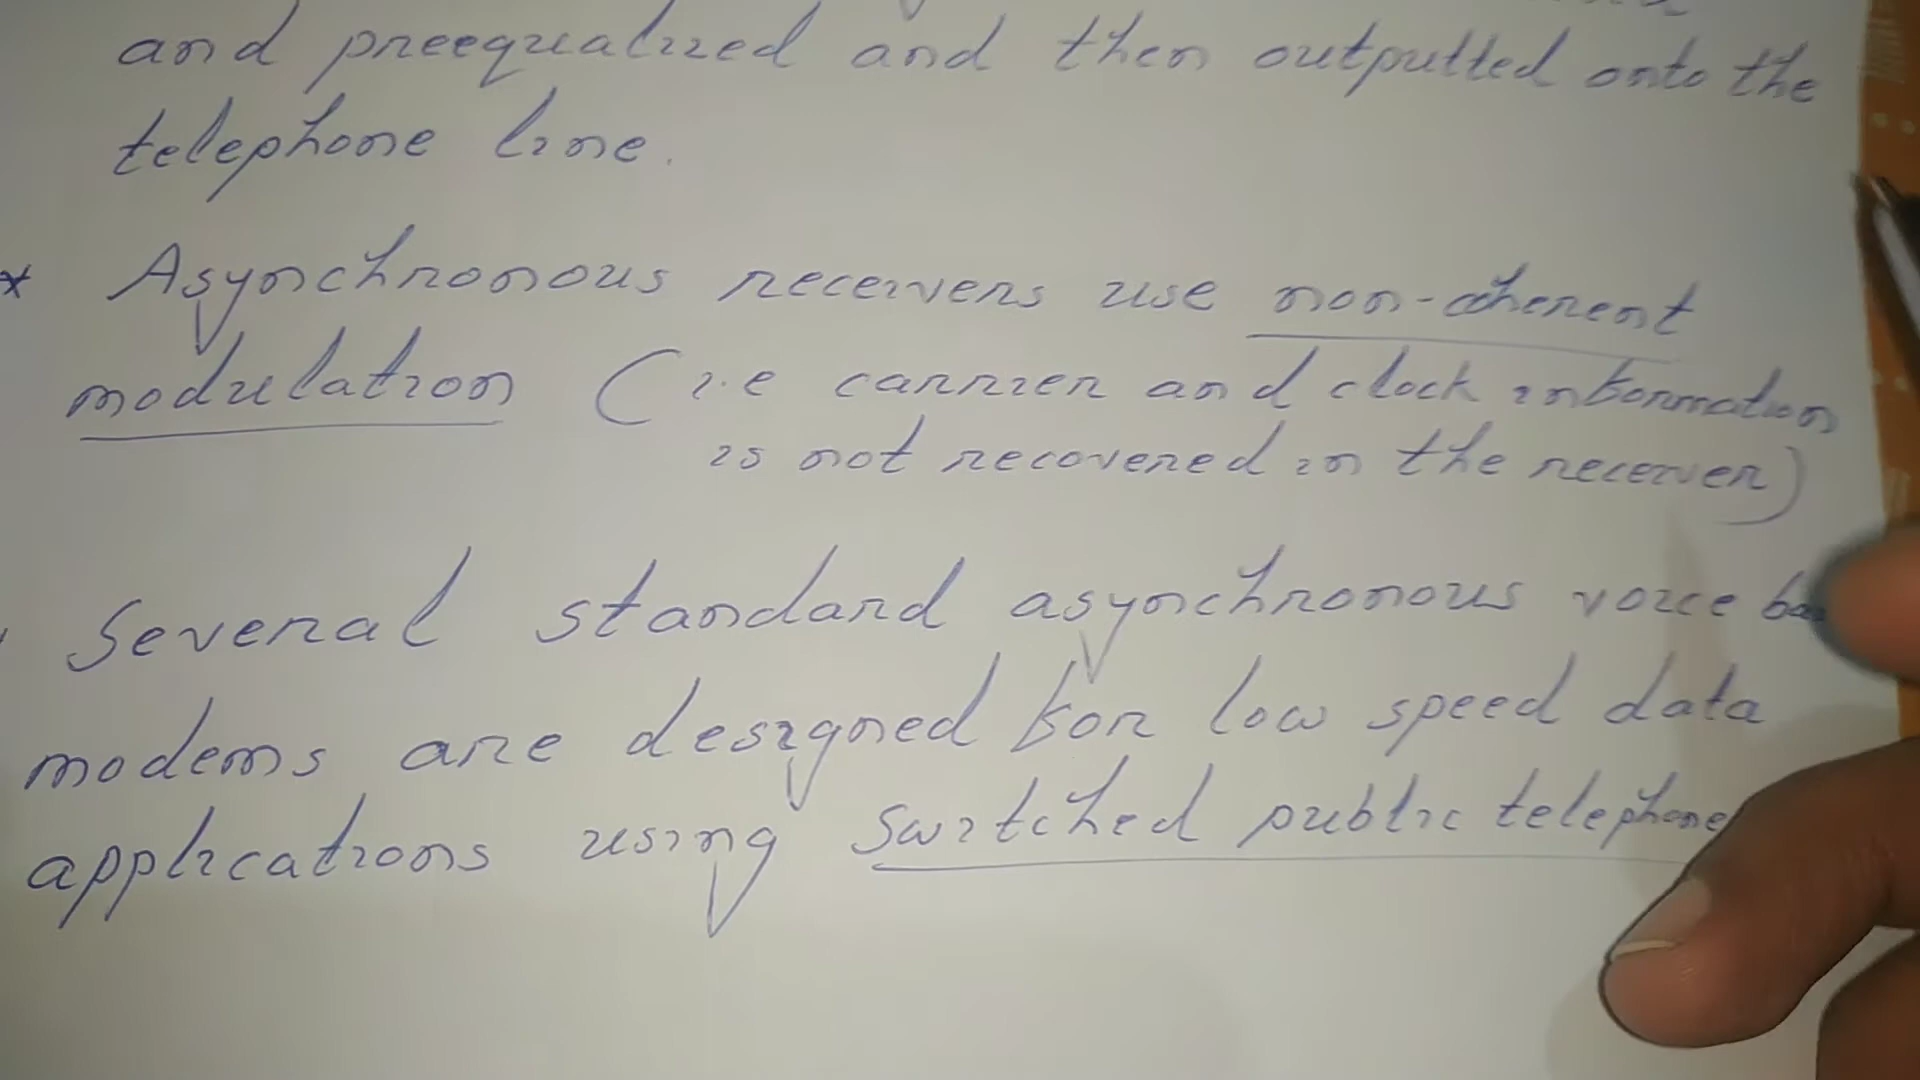 and preequalized and then outputted onto the
telephone line.
* Asynchronous receivers use non-coherent
modulation (i.e carrier and clock information
is not recovered in the receiver)
Several standard asynchronous voice
modems are designed for low speed data
applications using switched public telephone